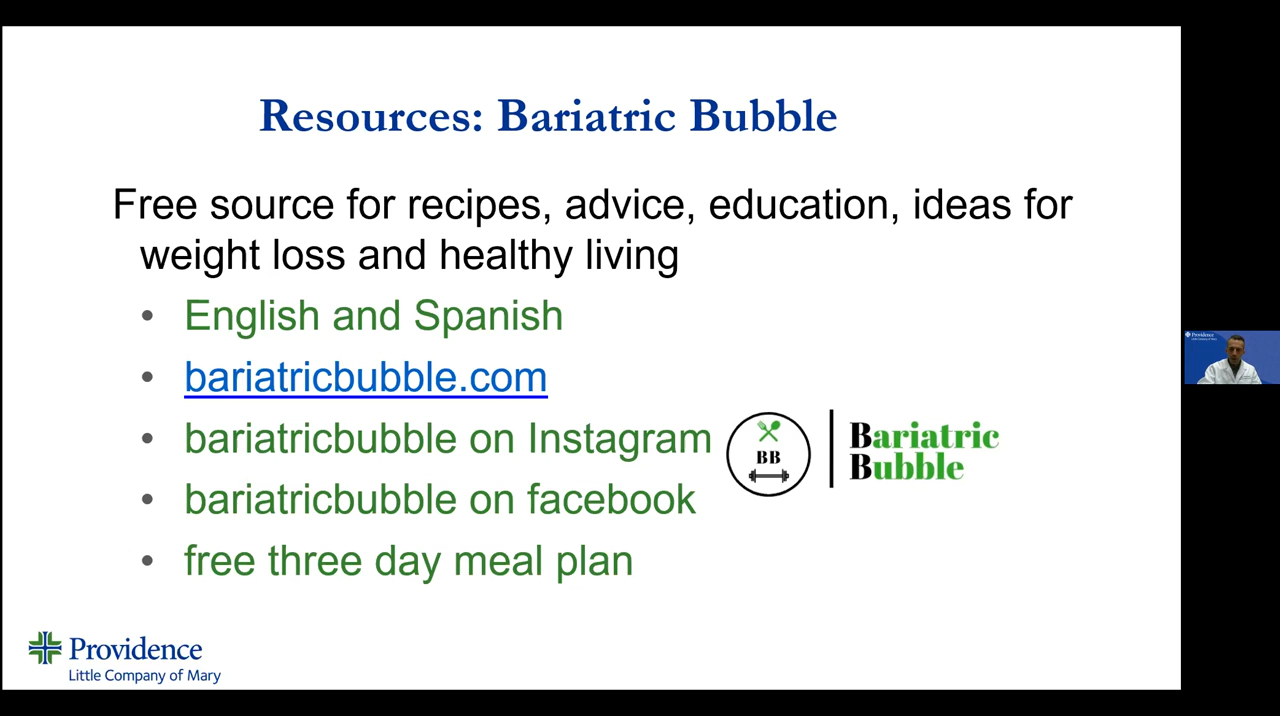 Resources: Bariatric Bubble
Free source for recipes, advice, education, ideas for
weight loss and healthy living
• English and Spanish
• bariatricbubble.com
• bariatricbubble on Instagram
• bariatricbubble on facebook
• free three day meal plan
BB
Bariatric
Bubble
Providence
Little Company of Mary
Providence